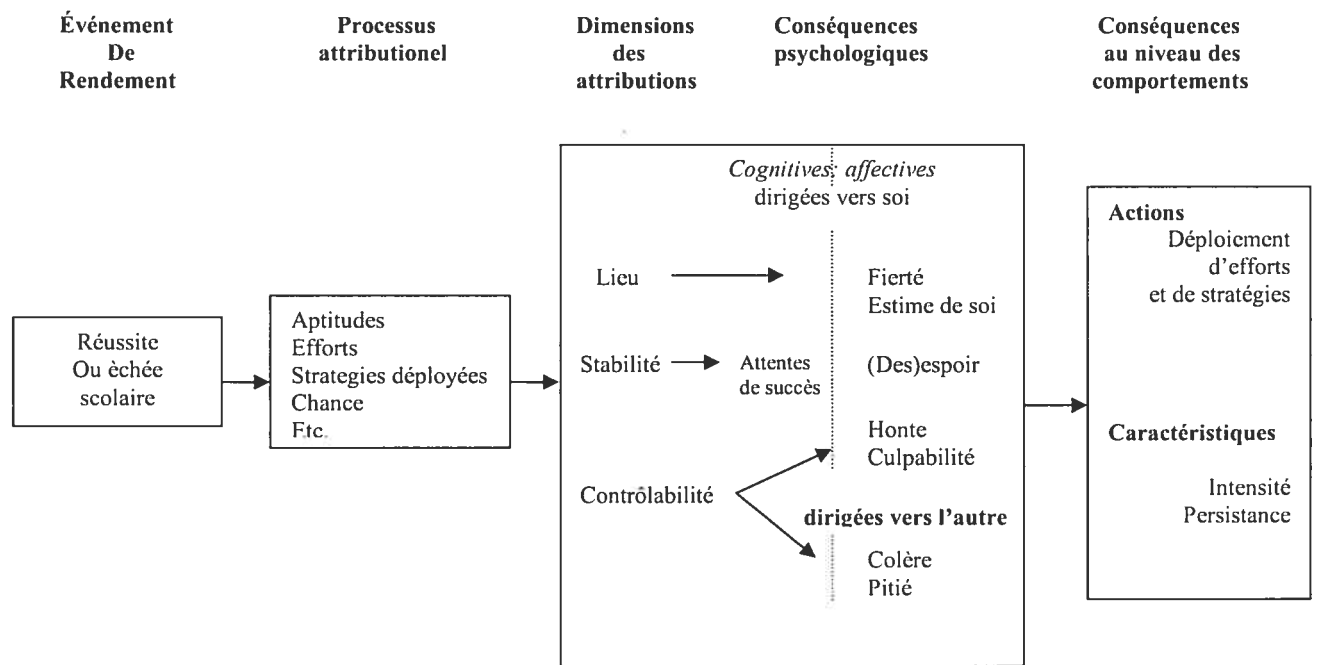 Événement
De
Rendement
Processus
attributionel
Dimensions
des
attributions
Conséquences
psychologiques
Conséquences
au niveau des
comportements
Réussite
Ou èchée
scolaire
Aptitudes
Efforts
Strategies déployées
Chance
Etc.
Cognitives; affectives
dirigées vers soi
Lieu
Fierté
Estime de soi
Stabilité
Attentes
de succès
(Des)espoir
Honte
Culpabilité
Contrôlabilité
dirigées vers l'autre
Colère
Pitié
Actions
Déploiement
d'efforts
et de stratégies
Caractéristiques
Intensité
Persistance